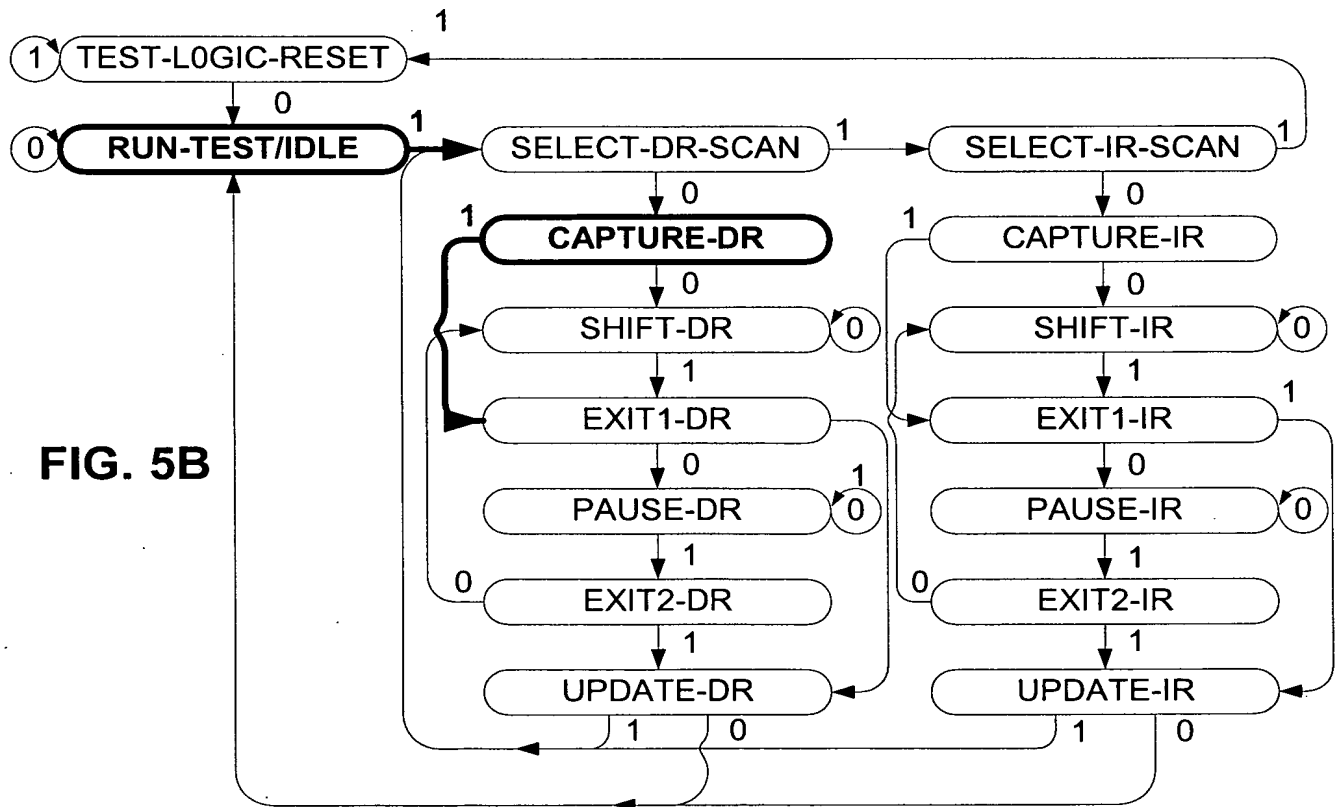 1
1 TEST-L0GIC-RESET
0
0 RUN-TEST/IDLE 1 SELECT-DR-SCAN 1 SELECT-IR-SCAN 1
0 0
1 CAPTURE-DR 1 CAPTURE-IR
0 0
SHIFT-DR 0 SHIFT-IR 0
1 1
EXIT1-DR EXIT1-IR 1
FIG. 5B
0 1 0
PAUSE-DR 0 PAUSE-IR 0
1 1
0 EXIT2-DR 0 EXIT2-IR
1 1
UPDATE-DR UPDATE-IR
1 0 1 0